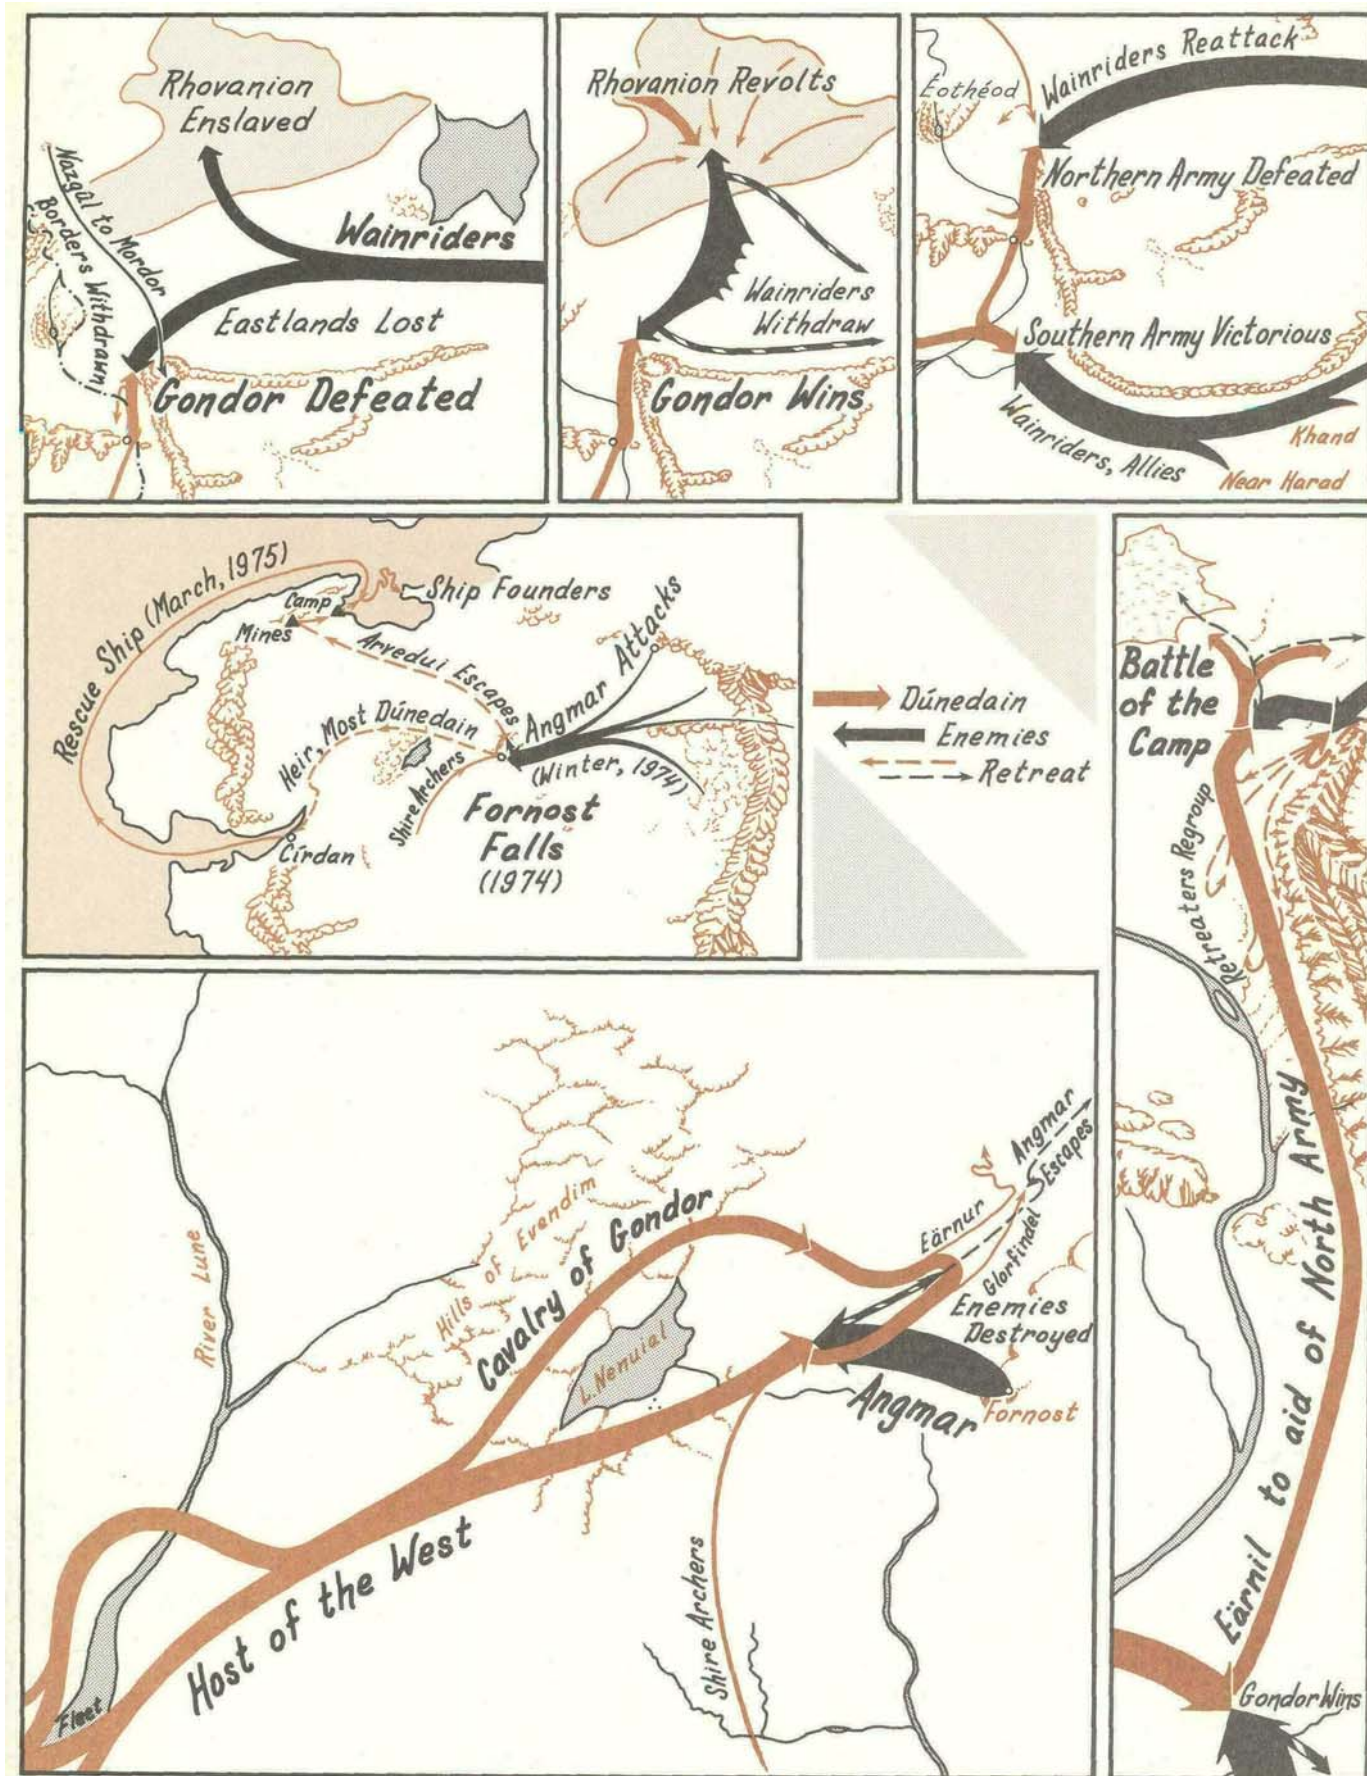 Rhovanion
Enslaved
Nazgûl to Mordor
Borders Withdrawn
Wainriders
Eastlands Lost
Gondor Defeated
Rhovanion Revolts
Wainriders
Withdraw
Gondor Wins
Wainriders Reattack
Éothéod
Northern Army Defeated
Southern Army Victorious
Wainriders, Allies
Khand
Near Harad
Rescue Ship (March, 1975)
Camp
Mines
Ship Founders
Arvedui Escapes
Angmar Attacks
(Winter, 1974)
Heir, Most Dúnedain
Shire Archers
Fornost
Falls
(1974)
Círdan
Dúnedain
Enemies
Retreat
Battle
of the
Camp
Retreaters Regroup
Eärnil to aid of North Army
Gondor Wins
River Lune
Hills of Evendim
Cavalry of Gondor
L. Nenuial
Eärnur
Glorfindel
Angmar
Escapes
Enemies
Destroyed
Angmar
Fornost
Host of the West
Shire Archers
Fleet